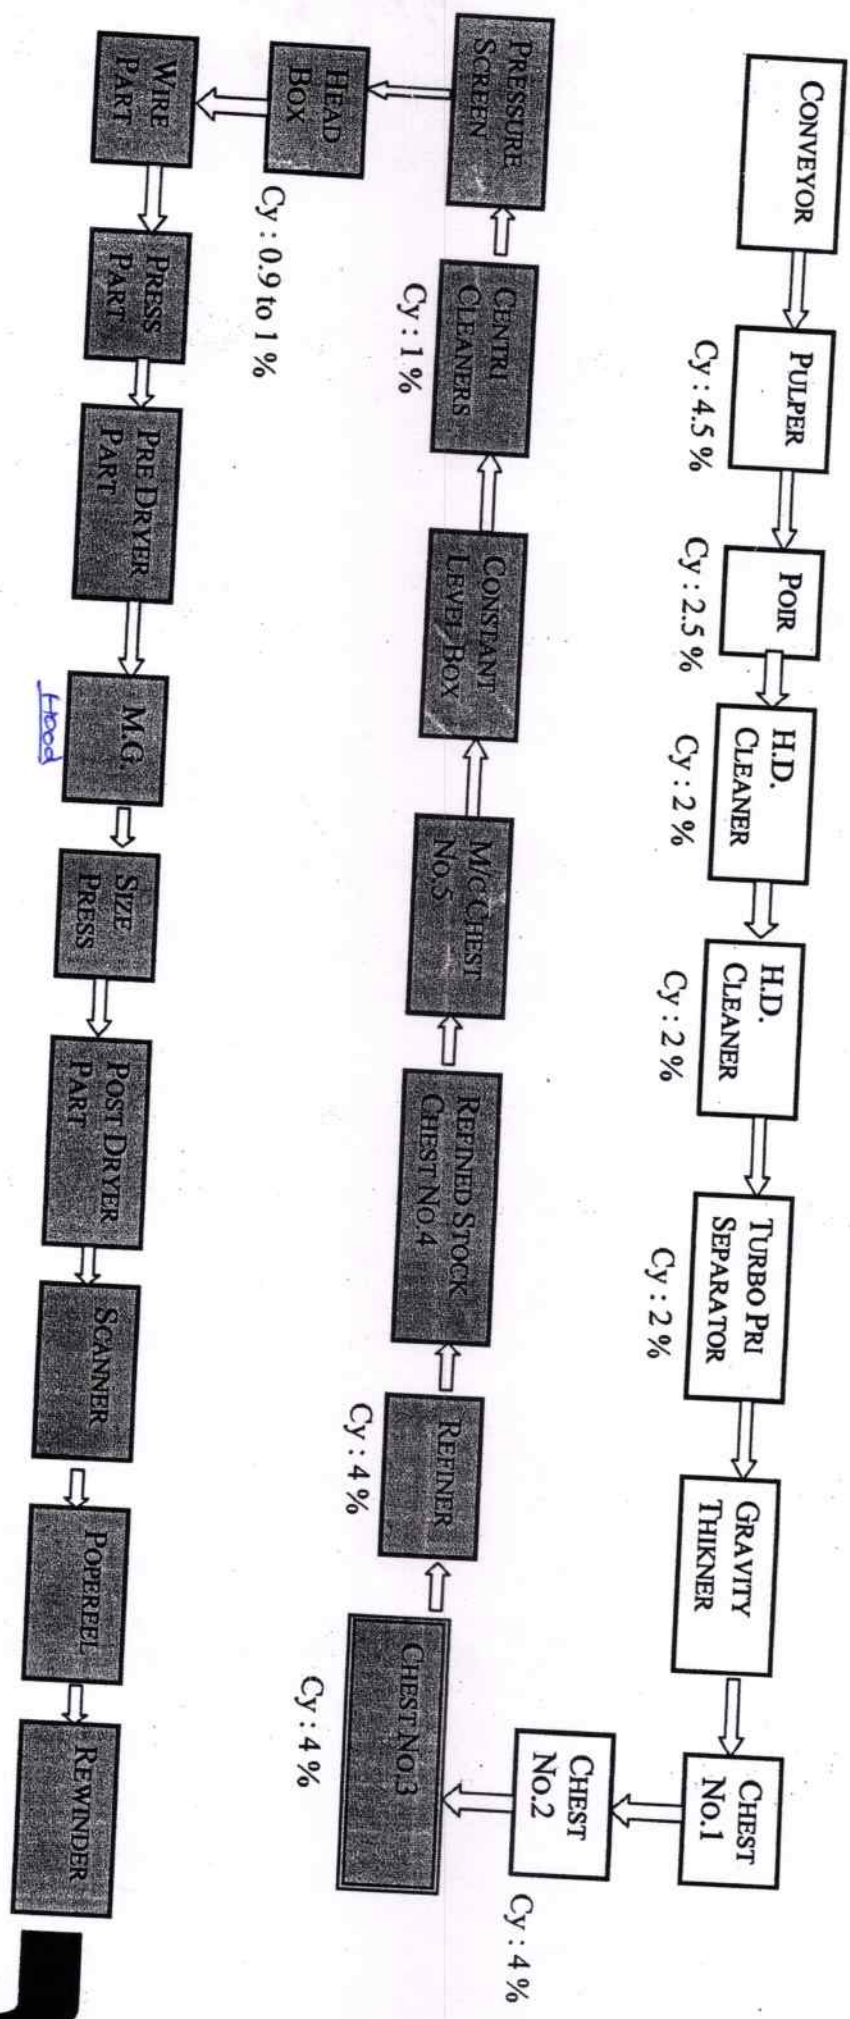 CONVEYOR
PULPER
Cy : 4.5 %
POIR
Cy : 2.5 %
H.D.
CLEANER
Cy : 2 %
H.D.
CLEANER
Cy : 2 %
TURBO PRI
SEPARATOR
Cy : 2 %
GRAVITY
THIKNER
CHEST
No.1
CHEST
No.2
Cy : 4 %
CHEST NO.3
Cy : 4 %
REFINER
Cy : 4 %
REFINED STOCK
CHEST NO.4
M/C CHEST
NO.5
CONSTANT
LEVEL BOX
CENTRI
CLEANERS
Cy : 1 %
PRESSURE
SCREEN
HEAD
BOX
Cy : 0.9 to 1 %
WIRE
PART
PRESS
PART
PRE DRYER
PART
M.G.
Hood
SIZE
PRESS
POST DRYER
PART
SCANNER
POPEREEL
REWINDER